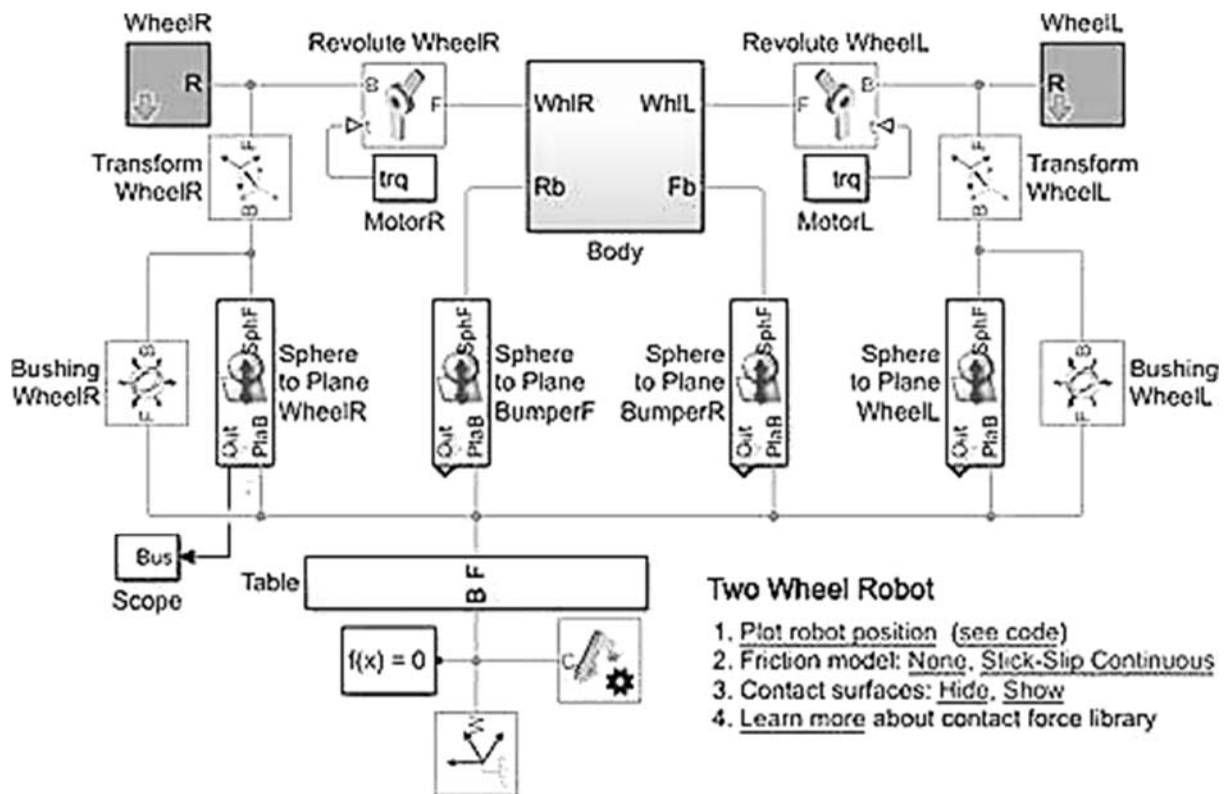 WheelR
R
Revolute WheelR
B
F
t
trq
MotorR
Transform
WheelR
F
B
WhlR
WhlL
Rb
Fb
Body
Revolute WheelL
F
B
t
trq
MotorL
WheelL
R
Transform
WheelL
F
B
Bushing
WheelR
B
F
SphF
Out
PlaB
Sphere
to Plane
WheelR
SphF
Out
PlaB
Sphere
to Plane
BumperF
Sphere
to Plane
BumperR
SphF
Out
PlaB
Sphere
to Plane
WheelL
SphF
Out
PlaB
B
F
Bushing
WheelL
Bus
Scope
Table
B F
f(x) = 0
C
W
Two Wheel Robot
1. Plot robot position (see code)
2. Friction model: None, Stick-Slip Continuous
3. Contact surfaces: Hide, Show
4. Learn more about contact force library